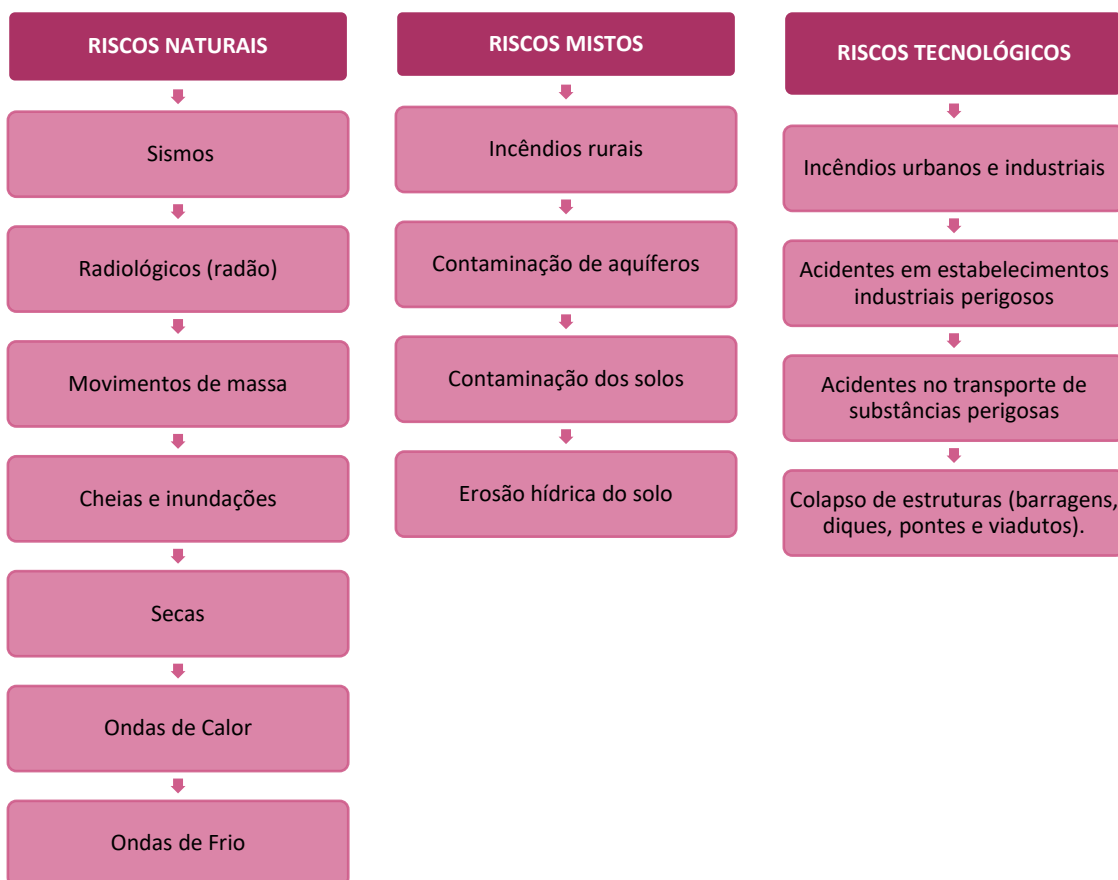 RISCOS NATURAIS
Sismos
Radiológicos (radão)
Movimentos de massa
Cheias e inundações
Secas
Ondas de Calor
Ondas de Frio
RISCOS MISTOS
Incêndios rurais
Contaminação de aquíferos
Contaminação dos solos
Erosão hídrica do solo
RISCOS TECNOLÓGICOS
Incêndios urbanos e industriais
Acidentes em estabelecimentos
industriais perigosos
Acidentes no transporte de
substâncias perigosas
Colapso de estruturas (barragens,
diques, pontes e viadutos).